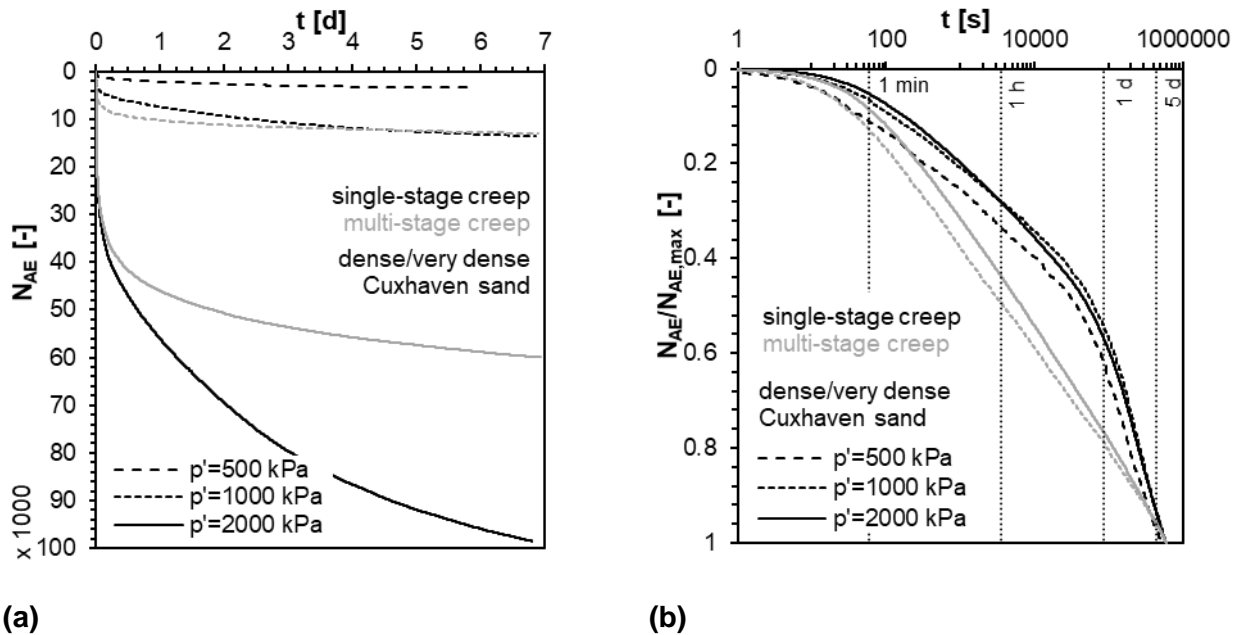 t [d]
0 1 2 3 4 5 6 7
0
10
20
30
40
50
60
70
80
90
100
N_AE [-]
x 1000
single-stage creep
multi-stage creep
dense/very dense
Cuxhaven sand
p'=500 kPa
p'=1000 kPa
p'=2000 kPa
(a)
t [s]
1 100 10000 1000000
0
0.2
0.4
0.6
0.8
1
N_AE/N_AE,max [-]
1 min
1 h
1 d
5 d
single-stage creep
multi-stage creep
dense/very dense
Cuxhaven sand
p'=500 kPa
p'=1000 kPa
p'=2000 kPa
(b)